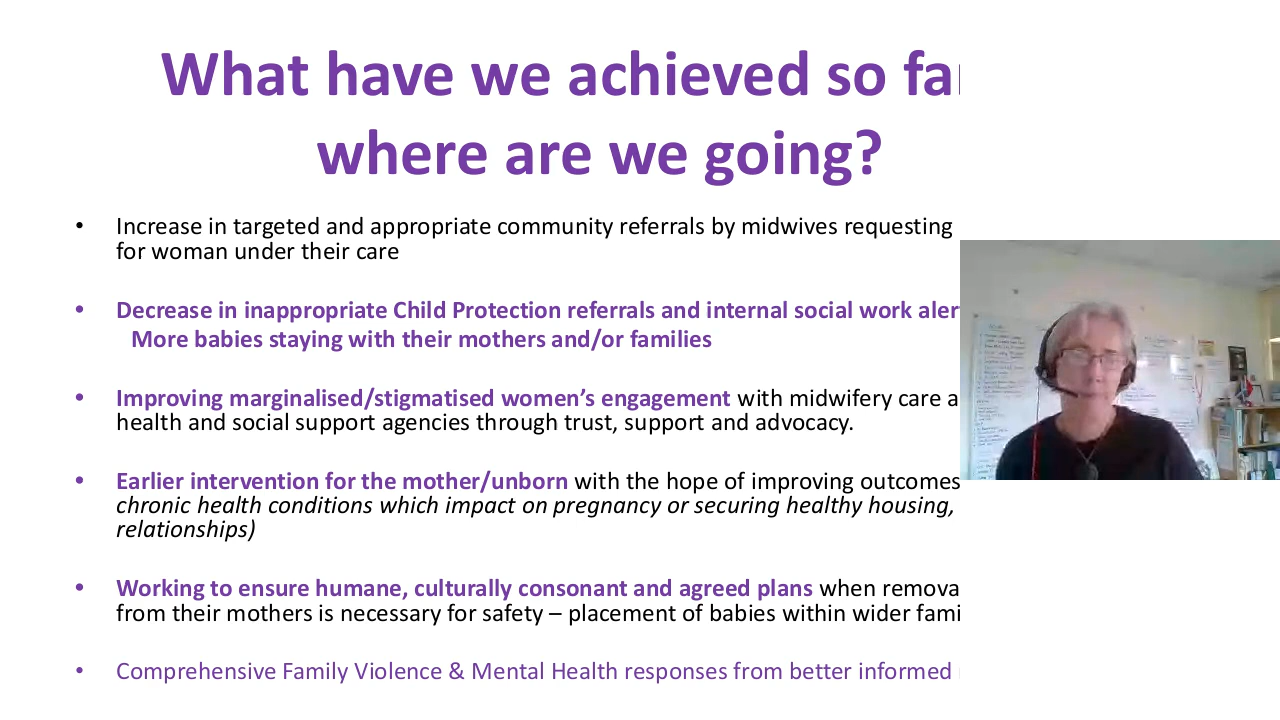 What have we achieved so far
where are we going?
• Increase in targeted and appropriate community referrals by midwives requesting
for woman under their care
• Decrease in inappropriate Child Protection referrals and internal social work
More babies staying with their mothers and/or families
• Improving marginalised/stigmatised women’s engagement with midwifery care
health and social support agencies through trust, support and advocacy.
• Earlier intervention for the mother/unborn with the hope of improving outcomes
chronic health conditions which impact on pregnancy or securing healthy housing,
relationships)
• Working to ensure humane, culturally consonant and agreed plans when
from their mothers is necessary for safety – placement of babies within wider
• Comprehensive Family Violence & Mental Health responses from better informed